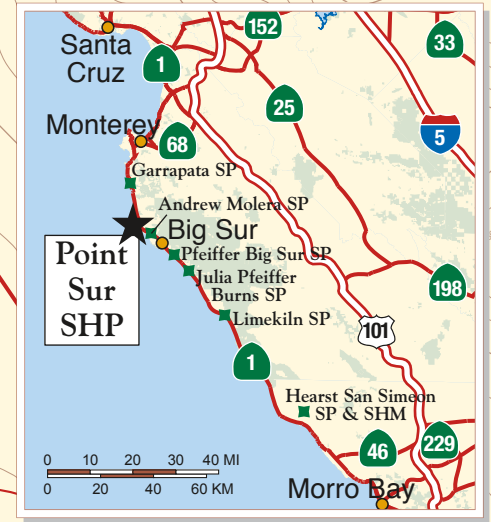 152
33
Santa
Cruz
1
25
5
Monterey
68
Garrapata SP
Andrew Molera SP
Big Sur
Point
Sur
SHP
Pfeiffer Big Sur SP
Julia Pfeiffer
Burns SP
198
Limekiln SP
101
1
Hearst San Simeon
SP & SHM
46
229
0 10 20 30 40 MI
0 20 40 60 KM
Morro Bay